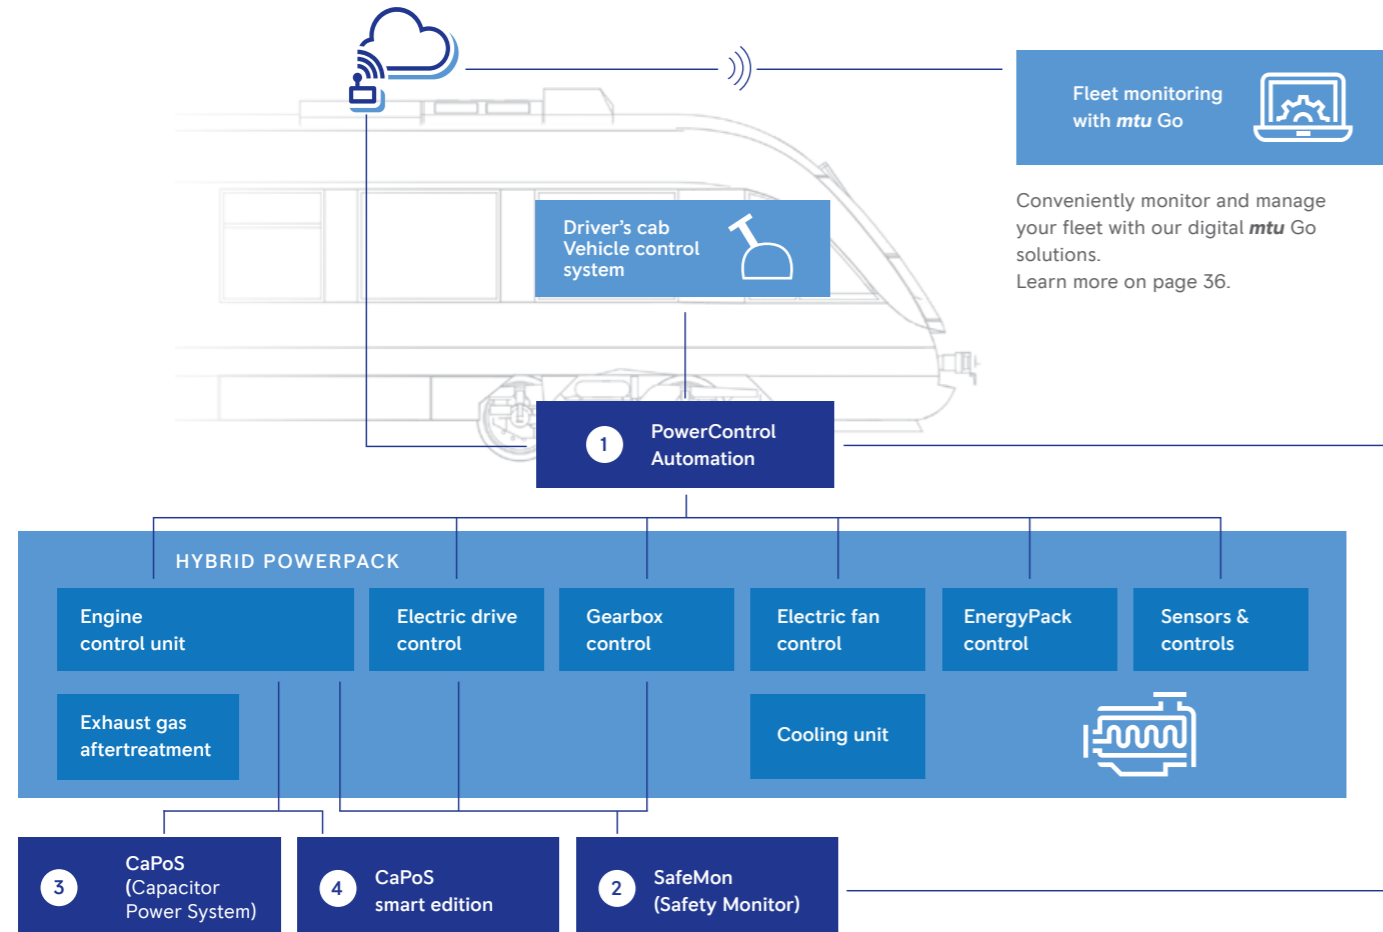 Fleet monitoring
with mtu Go
Conveniently monitor and manage
your fleet with our digital mtu Go
solutions.
Learn more on page 36.
Driver’s cab
Vehicle control
system
1
PowerControl
Automation
HYBRID POWERPACK
Engine
control unit
Electric drive
control
Gearbox
control
Electric fan
control
EnergyPack
control
Sensors &
controls
Exhaust gas
aftertreatment
Cooling unit
3
CaPoS
(Capacitor
Power System)
4
CaPoS
smart edition
2
SafeMon
(Safety Monitor)